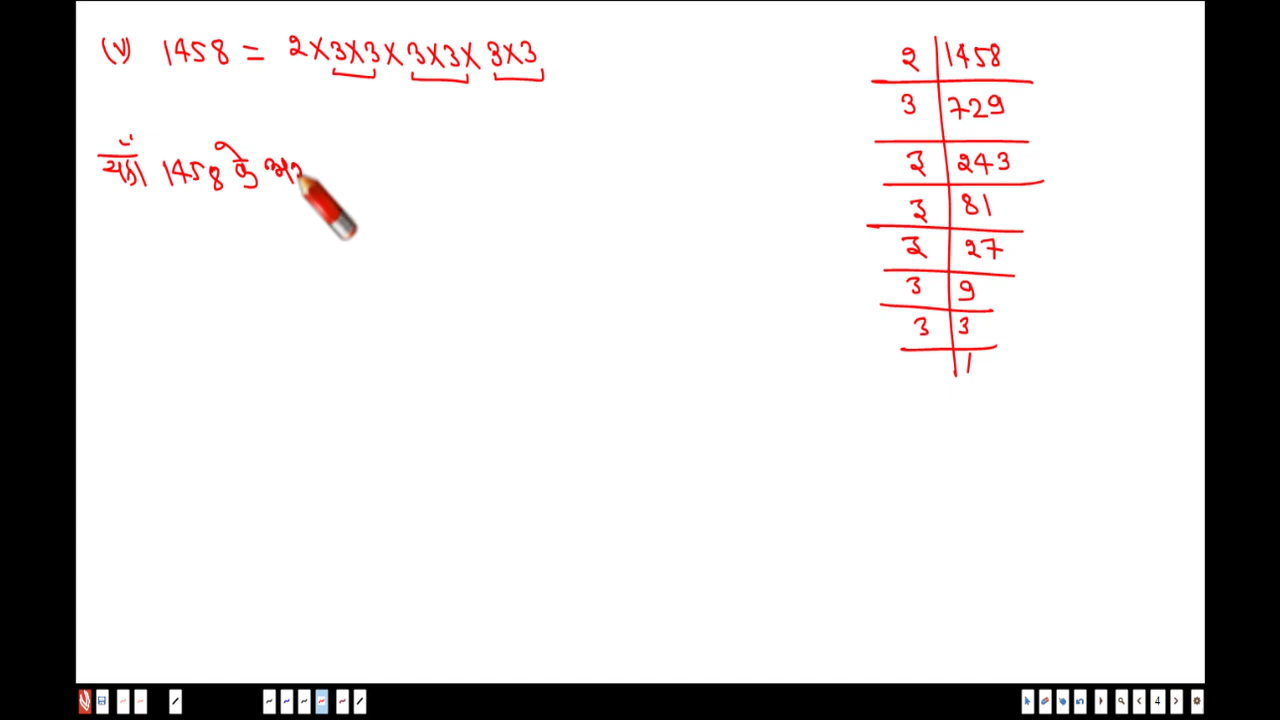 (v) 1458 = 2×3×3×3×3×3×3
यहाँ 1458 के
2 | 1458
3 | 729
3 | 243
3 | 81
3 | 27
3 | 9
3 | 3
1
4